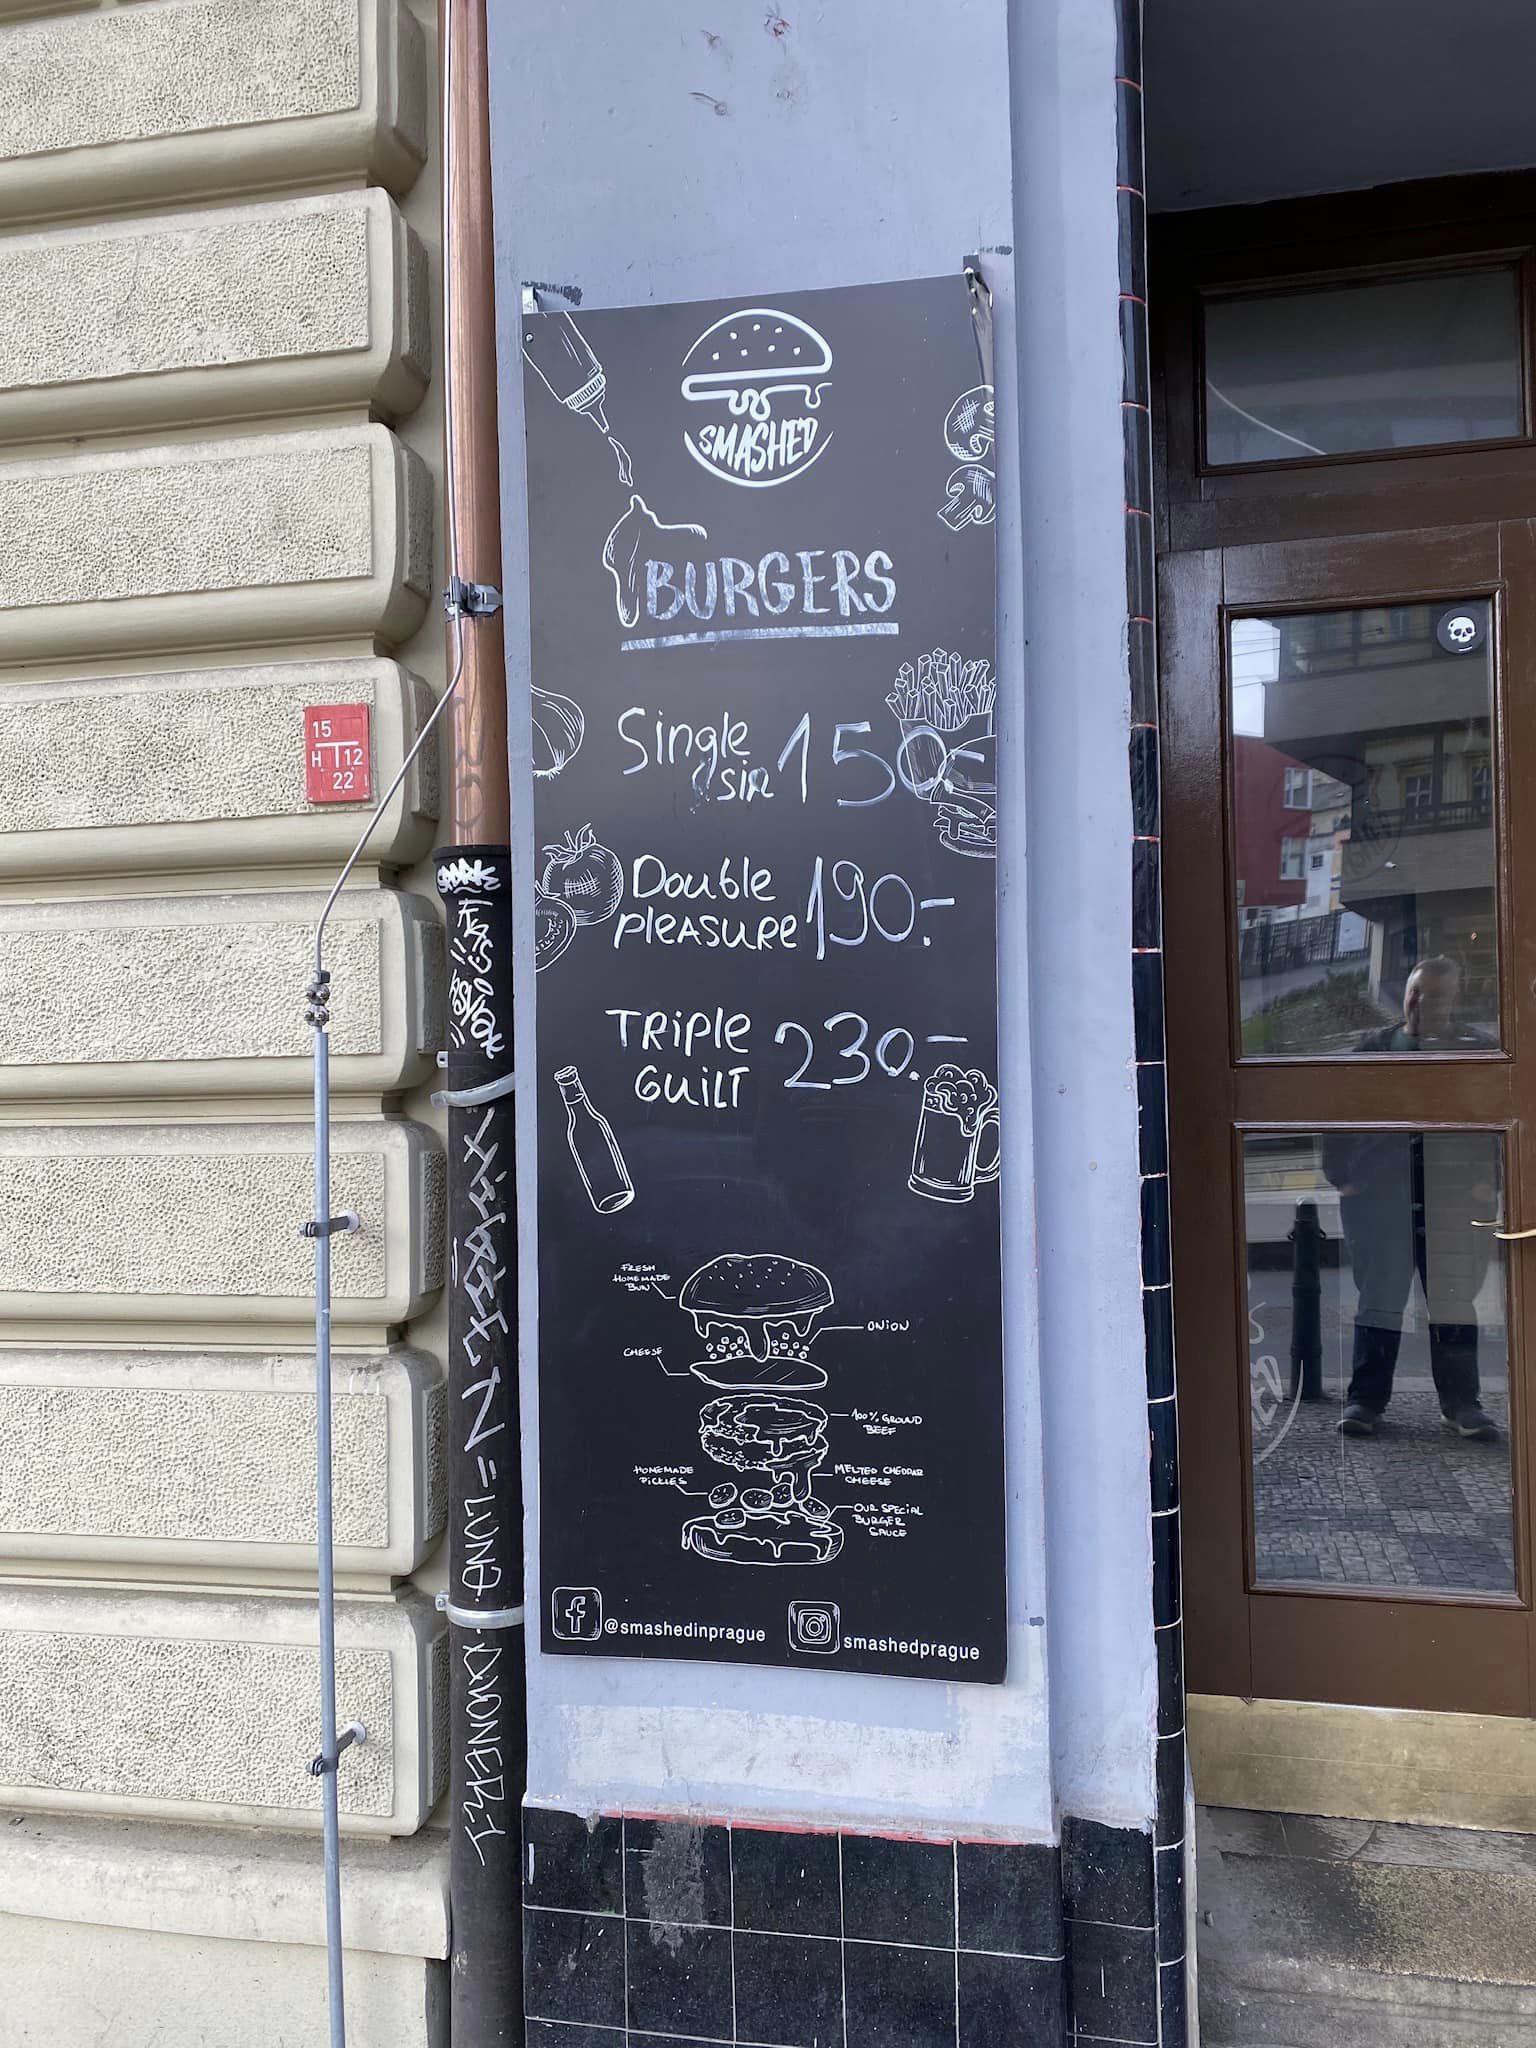 SMASHED
BURGERS
Single
sin 150.-
Double
pleasure 190.-
Triple
Guilt 230.-
FRESH
HOMEMADE
BUN
ONION
CHEESE
100% GROUND
BEEF
HOMEMADE
PICKLES
MELTED CHEDDAR
CHEESE
OUR SPECIAL
BURGER
SAUCE
@smashedinprague
smashedprague
15
H 12
22